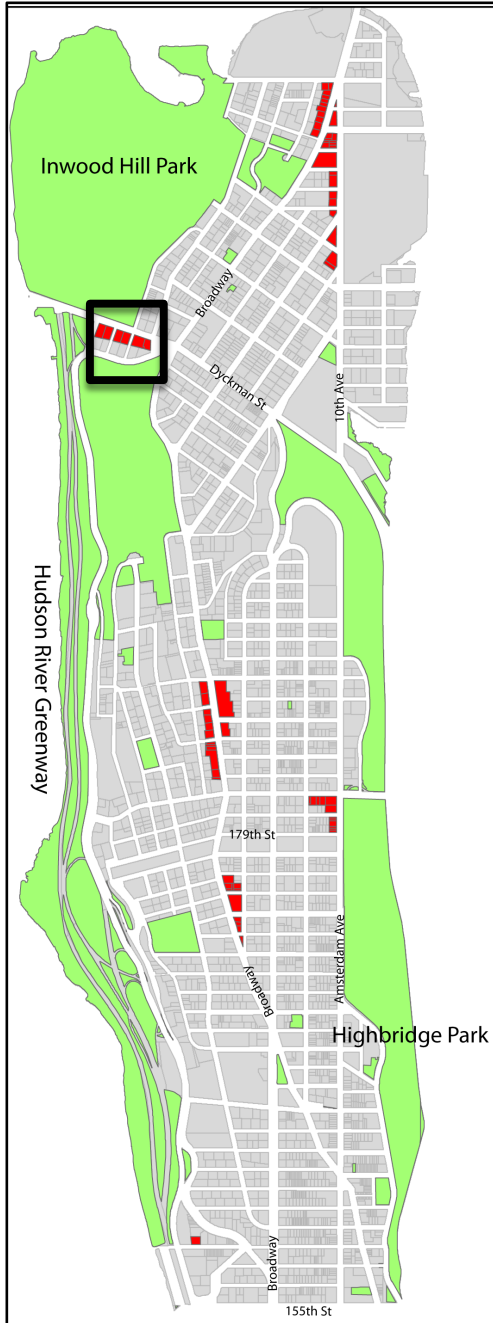 Inwood Hill Park
Broadway
Dyckman St
10th Ave
Hudson River Greenway
179th St
Amsterdam Ave
Broadway
Highbridge Park
Broadway
155th St